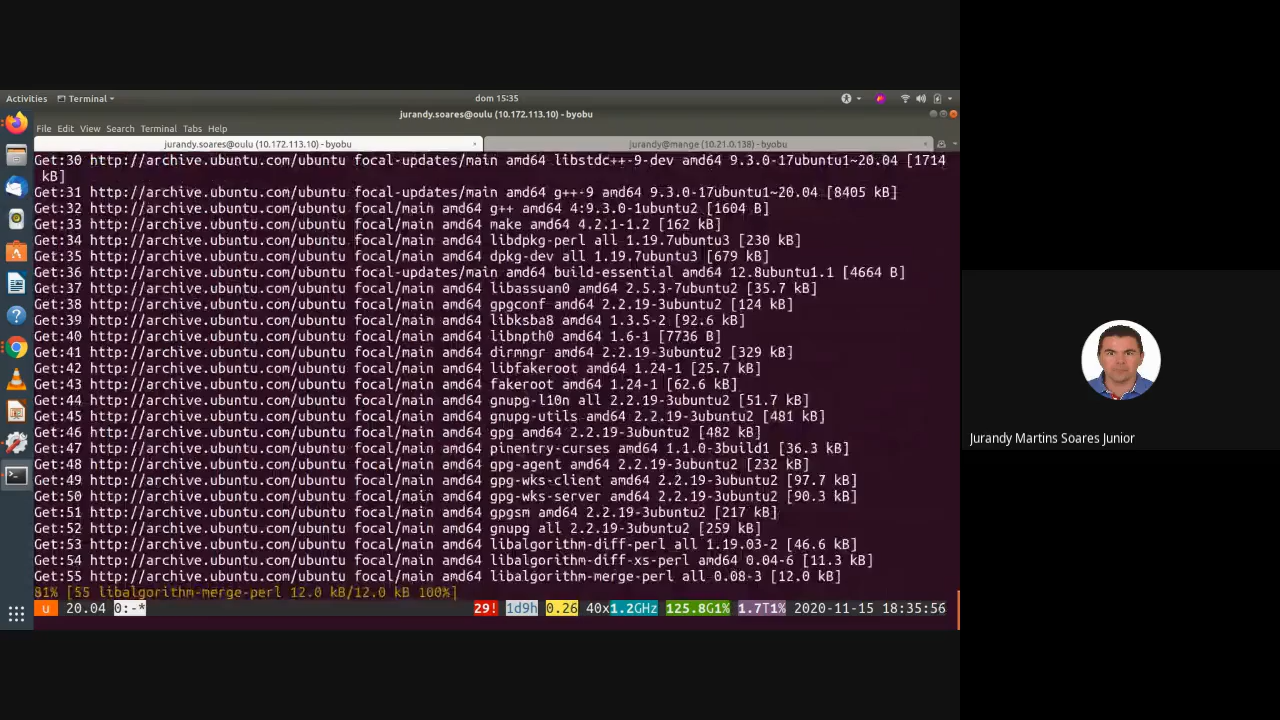 Activities Terminal dom 15:35
jurandy.soares@oulu (10.172.113.10) - byobu
File Edit View Search Terminal Tabs Help
jurandy.soares@oulu (10.172.113.10) - byobu jurandy@mange (10.21.0.138) - byobu
Get:30 http://archive.ubuntu.com/ubuntu focal-updates/main amd64 libstdc++-9-dev amd64 9.3.0-17ubuntu1~20.04 [1714
kB]
Get:31 http://archive.ubuntu.com/ubuntu focal-updates/main amd64 g++-9 amd64 9.3.0-17ubuntu1~20.04 [8405 kB]
Get:32 http://archive.ubuntu.com/ubuntu focal/main amd64 g++ amd64 4:9.3.0-1ubuntu2 [1604 B]
Get:33 http://archive.ubuntu.com/ubuntu focal/main amd64 make amd64 4.2.1-1.2 [162 kB]
Get:34 http://archive.ubuntu.com/ubuntu focal/main amd64 libdpkg-perl all 1.19.7ubuntu3 [230 kB]
Get:35 http://archive.ubuntu.com/ubuntu focal/main amd64 dpkg-dev all 1.19.7ubuntu3 [679 kB]
Get:36 http://archive.ubuntu.com/ubuntu focal-updates/main amd64 build-essential amd64 12.8ubuntu1.1 [4664 B]
Get:37 http://archive.ubuntu.com/ubuntu focal/main amd64 libassuan0 amd64 2.5.3-7ubuntu2 [35.7 kB]
Get:38 http://archive.ubuntu.com/ubuntu focal/main amd64 gpgconf amd64 2.2.19-3ubuntu2 [124 kB]
Get:39 http://archive.ubuntu.com/ubuntu focal/main amd64 libksba8 amd64 1.3.5-2 [92.6 kB]
Get:40 http://archive.ubuntu.com/ubuntu focal/main amd64 libnpth0 amd64 1.6-1 [7736 B]
Get:41 http://archive.ubuntu.com/ubuntu focal/main amd64 dirmngr amd64 2.2.19-3ubuntu2 [329 kB]
Get:42 http://archive.ubuntu.com/ubuntu focal/main amd64 libfakeroot amd64 1.24-1 [25.7 kB]
Get:43 http://archive.ubuntu.com/ubuntu focal/main amd64 fakeroot amd64 1.24-1 [62.6 kB]
Get:44 http://archive.ubuntu.com/ubuntu focal/main amd64 gnupg-l10n all 2.2.19-3ubuntu2 [51.7 kB]
Get:45 http://archive.ubuntu.com/ubuntu focal/main amd64 gnupg-utils amd64 2.2.19-3ubuntu2 [481 kB]
Get:46 http://archive.ubuntu.com/ubuntu focal/main amd64 gpg amd64 2.2.19-3ubuntu2 [482 kB]
Get:47 http://archive.ubuntu.com/ubuntu focal/main amd64 pinentry-curses amd64 1.1.0-3build1 [36.3 kB]
Get:48 http://archive.ubuntu.com/ubuntu focal/main amd64 gpg-agent amd64 2.2.19-3ubuntu2 [232 kB]
Get:49 http://archive.ubuntu.com/ubuntu focal/main amd64 gpg-wks-client amd64 2.2.19-3ubuntu2 [97.7 kB]
Get:50 http://archive.ubuntu.com/ubuntu focal/main amd64 gpg-wks-server amd64 2.2.19-3ubuntu2 [90.3 kB]
Get:51 http://archive.ubuntu.com/ubuntu focal/main amd64 gpgsm amd64 2.2.19-3ubuntu2 [217 kB]
Get:52 http://archive.ubuntu.com/ubuntu focal/main amd64 gnupg all 2.2.19-3ubuntu2 [259 kB]
Get:53 http://archive.ubuntu.com/ubuntu focal/main amd64 libalgorithm-diff-perl all 1.19.03-2 [46.6 kB]
Get:54 http://archive.ubuntu.com/ubuntu focal/main amd64 libalgorithm-diff-xs-perl amd64 0.04-6 [11.3 kB]
Get:55 http://archive.ubuntu.com/ubuntu focal/main amd64 libalgorithm-merge-perl all 0.08-3 [12.0 kB]
81% [55 libalgorithm-merge-perl 12.0 kB/12.0 kB 100%]
u 20.04 0:-* 29! 1d9h 0.26 40x1.2GHz 125.8G1% 1.7T1% 2020-11-15 18:35:56
Jurandy Martins Soares Junior